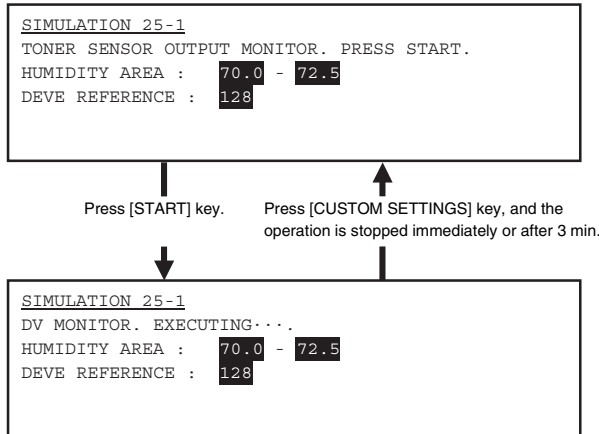 SIMULATION 25-1
TONER SENSOR OUTPUT MONITOR. PRESS START.
HUMIDITY AREA : 70.0 - 72.5
DEVE REFERENCE : 128
Press [START] key.
Press [CUSTOM SETTINGS] key, and the
operation is stopped immediately or after 3 min.
SIMULATION 25-1
DV MONITOR. EXECUTING···.
HUMIDITY AREA : 70.0 - 72.5
DEVE REFERENCE : 128